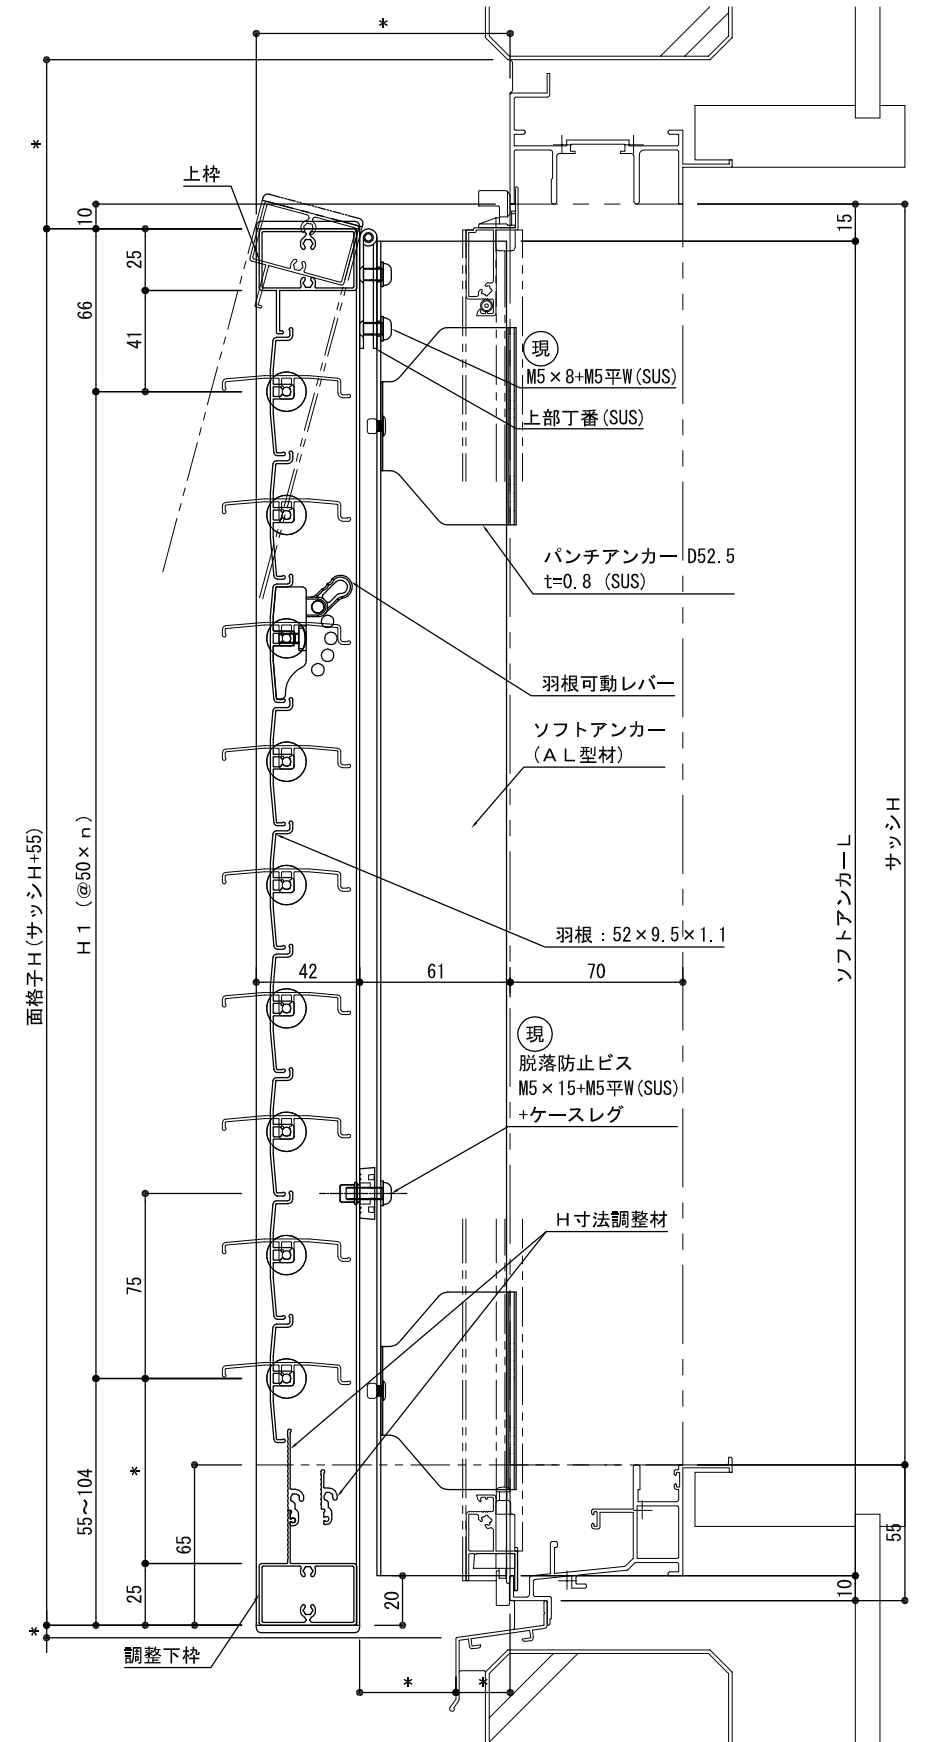 *
*
上枠
10
15
25
66
41
現
M5×8+M5平W(SUS)
上部丁番(SUS)
パンチアンカー D52.5
t=0.8 (SUS)
羽根可動レバー
ソフトアンカー
(AL型材)
面格子H(サッシH+55)
H1 (@50×n)
ソフトアンカーL
サッシH
羽根:52×9.5×1.1
42
61
70
現
脱落防止ビス
M5×15+M5平W(SUS)
+ケースレグ
H寸法調整材
75
*
55~104
65
25
20
10
55
*
調整下枠
*
*